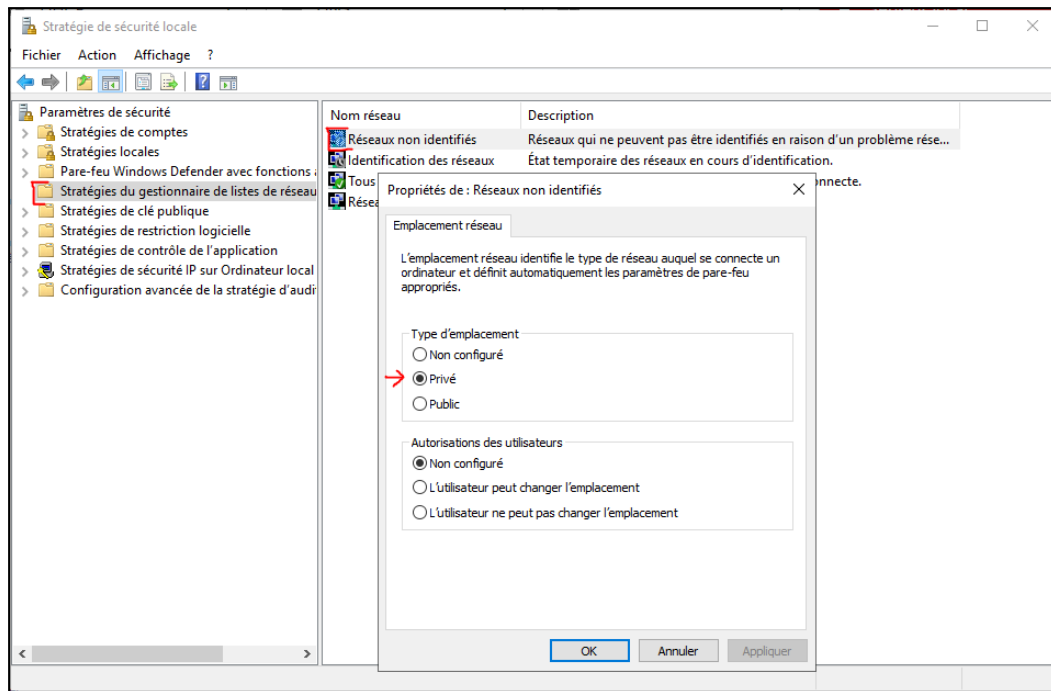 Stratégie de sécurité locale
Fichier Action Affichage ?
Paramètres de sécurité
Stratégies de comptes
Stratégies locales
Pare-feu Windows Defender avec fonctions
Stratégies du gestionnaire de listes de réseau
Stratégies de clé publique
Stratégies de restriction logicielle
Stratégies de contrôle de l'application
Stratégies de sécurité IP sur Ordinateur local
Configuration avancée de la stratégie d'audi
Nom réseau Description
Réseaux non identifiés Réseaux qui ne peuvent pas être identifiés en raison d'un problème rése...
Identification des réseaux État temporaire des réseaux en cours d'identification.
Tous nnecte.
Résea
Propriétés de : Réseaux non identifiés
Emplacement réseau
L'emplacement réseau identifie le type de réseau auquel se connecte un
ordinateur et définit automatiquement les paramètres de pare-feu
appropriés.
Type d'emplacement
Non configuré
Privé
Public
Autorisations des utilisateurs
Non configuré
L'utilisateur peut changer l'emplacement
L'utilisateur ne peut pas changer l'emplacement
OK Annuler Appliquer